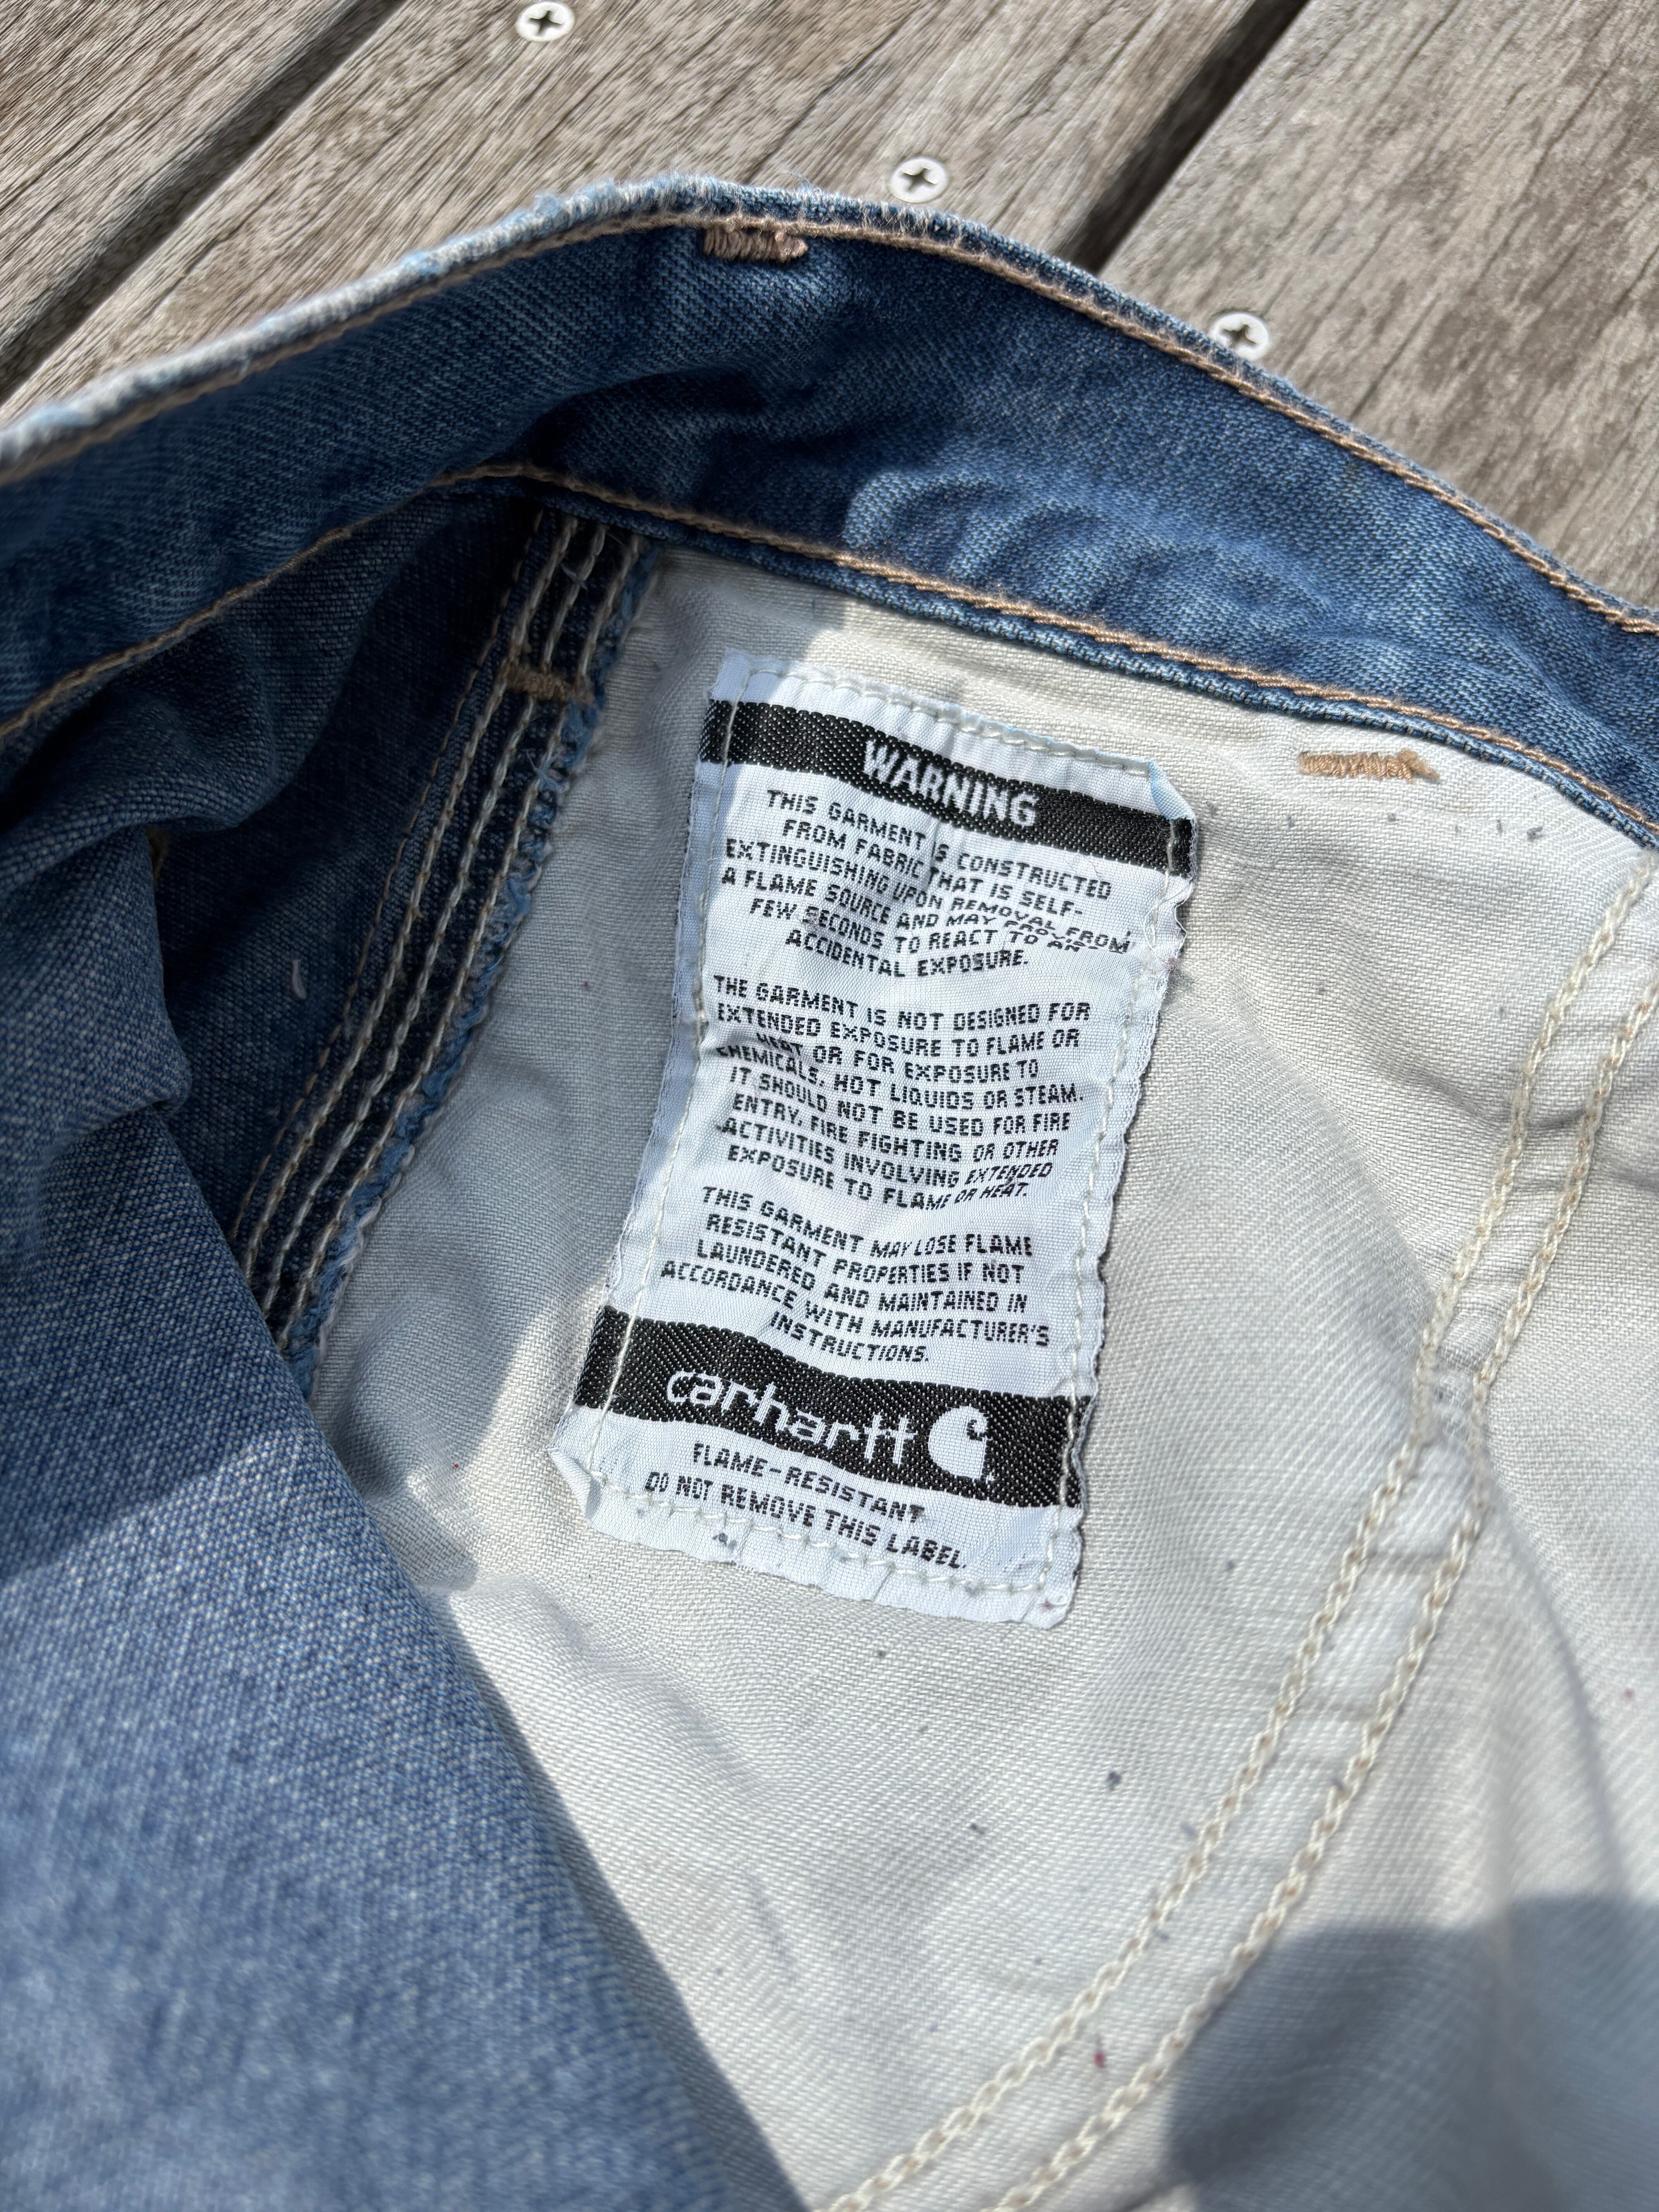 WARNING
THIS GARMENT IS CONSTRUCTED
FROM FABRIC THAT IS SELF-
EXTINGUISHING UPON REMOVAL FROM
A FLAME SOURCE AND MAY PROVIDE A
FEW SECONDS TO REACT TO AN
ACCIDENTAL EXPOSURE.
THE GARMENT IS NOT DESIGNED FOR
EXTENDED EXPOSURE TO FLAME OR
HEAT OR FOR EXPOSURE TO
CHEMICALS, HOT LIQUIDS OR STEAM.
IT SHOULD NOT BE USED FOR FIRE
ENTRY, FIRE FIGHTING OR OTHER
ACTIVITIES INVOLVING EXTENDED
EXPOSURE TO FLAME OR HEAT.
THIS GARMENT MAY LOSE FLAME
RESISTANT PROPERTIES IF NOT
LAUNDERED AND MAINTAINED IN
ACCORDANCE WITH MANUFACTURER'S
INSTRUCTIONS.
carhartt
FLAME-RESISTANT
DO NOT REMOVE THIS LABEL.